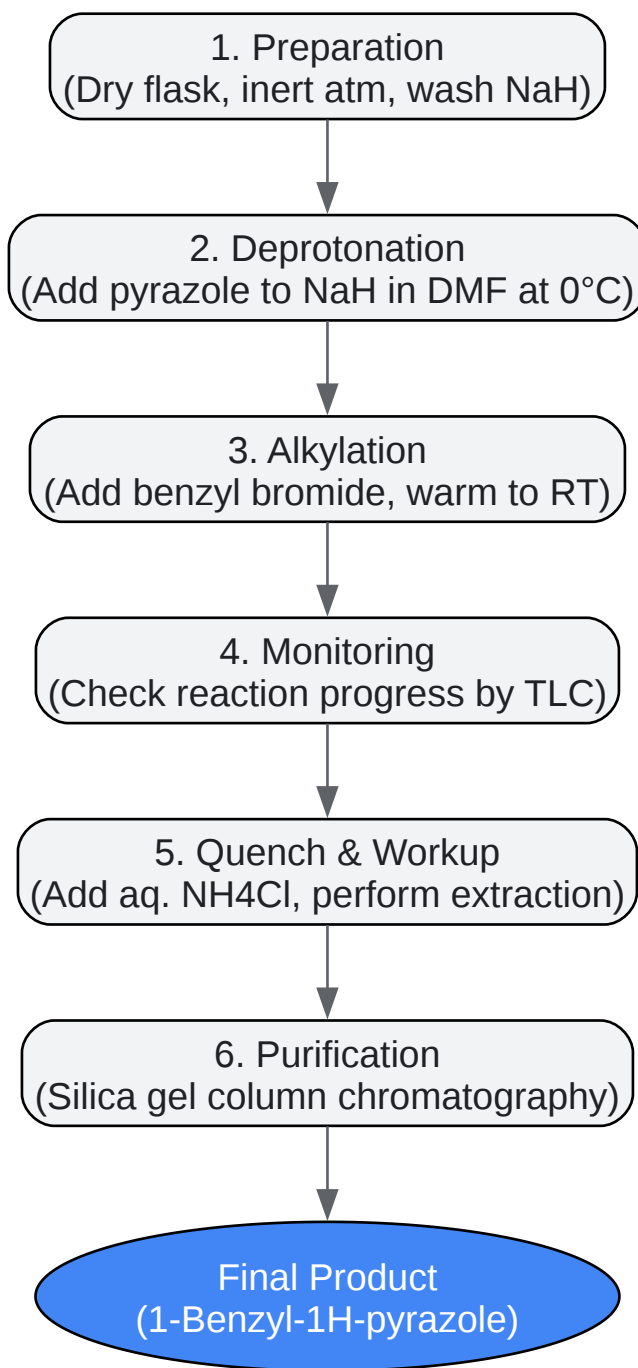 1. Preparation
(Dry flask, inert atm, wash NaH)
2. Deprotonation
(Add pyrazole to NaH in DMF at 0°C)
3. Alkylation
(Add benzyl bromide, warm to RT)
4. Monitoring
(Check reaction progress by TLC)
5. Quench & Workup
(Add aq. NH4Cl, perform extraction)
6. Purification
(Silica gel column chromatography)
Final Product
(1-Benzyl-1H-pyrazole)